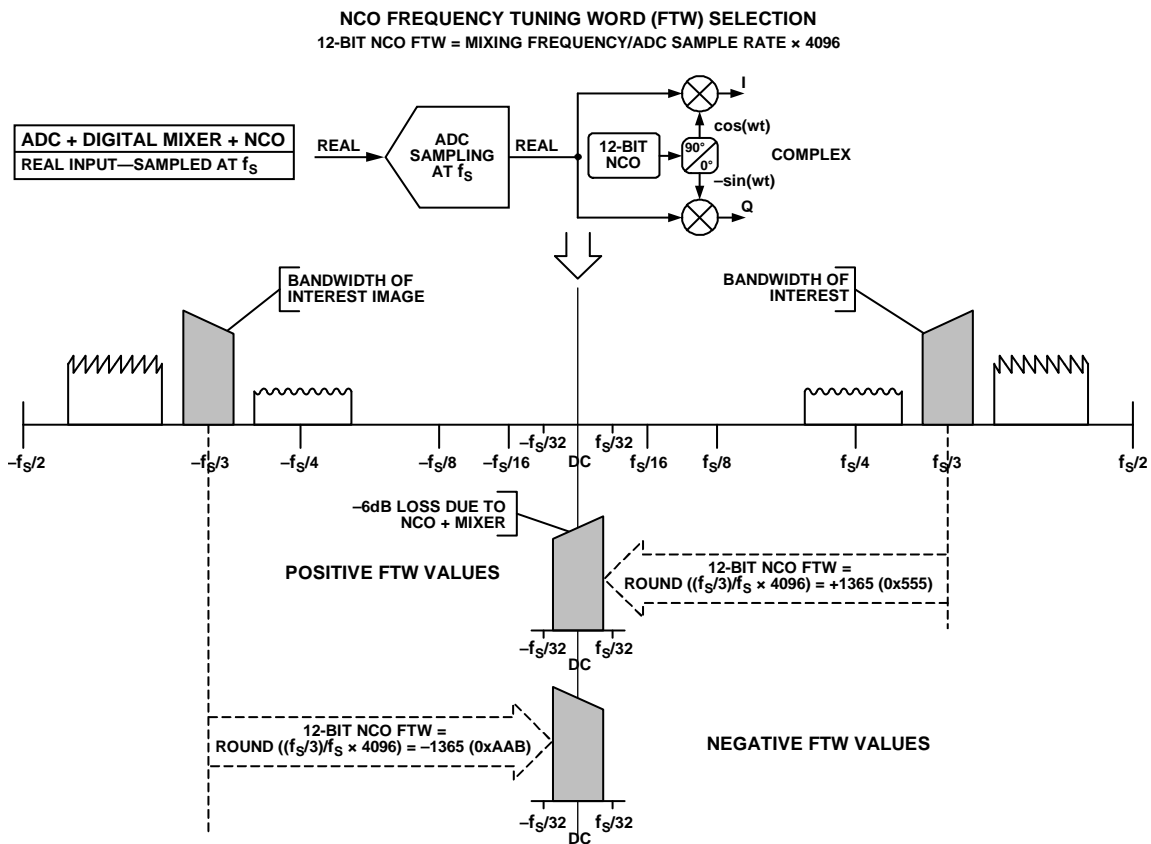 NCO FREQUENCY TUNING WORD (FTW) SELECTION
12-BIT NCO FTW = MIXING FREQUENCY/ADC SAMPLE RATE × 4096
ADC + DIGITAL MIXER + NCO
REAL INPUT—SAMPLED AT fS
REAL
ADC
SAMPLING
AT fS
REAL
12-BIT
NCO
90°
0°
I
cos(wt)
COMPLEX
–sin(wt)
Q
BANDWIDTH OF
INTEREST IMAGE
BANDWIDTH OF
INTEREST
–fS/2
–fS/3
–fS/4
–fS/8
–fS/16
–fS/32
DC
fS/32
fS/16
fS/8
fS/4
fS/3
fS/2
–6dB LOSS DUE TO
NCO + MIXER
POSITIVE FTW VALUES
12-BIT NCO FTW =
ROUND ((fS/3)/fS × 4096) = +1365 (0x555)
–fS/32
DC
fS/32
12-BIT NCO FTW =
ROUND ((fS/3)/fS × 4096) = –1365 (0xAAB)
NEGATIVE FTW VALUES
–fS/32
DC
fS/32